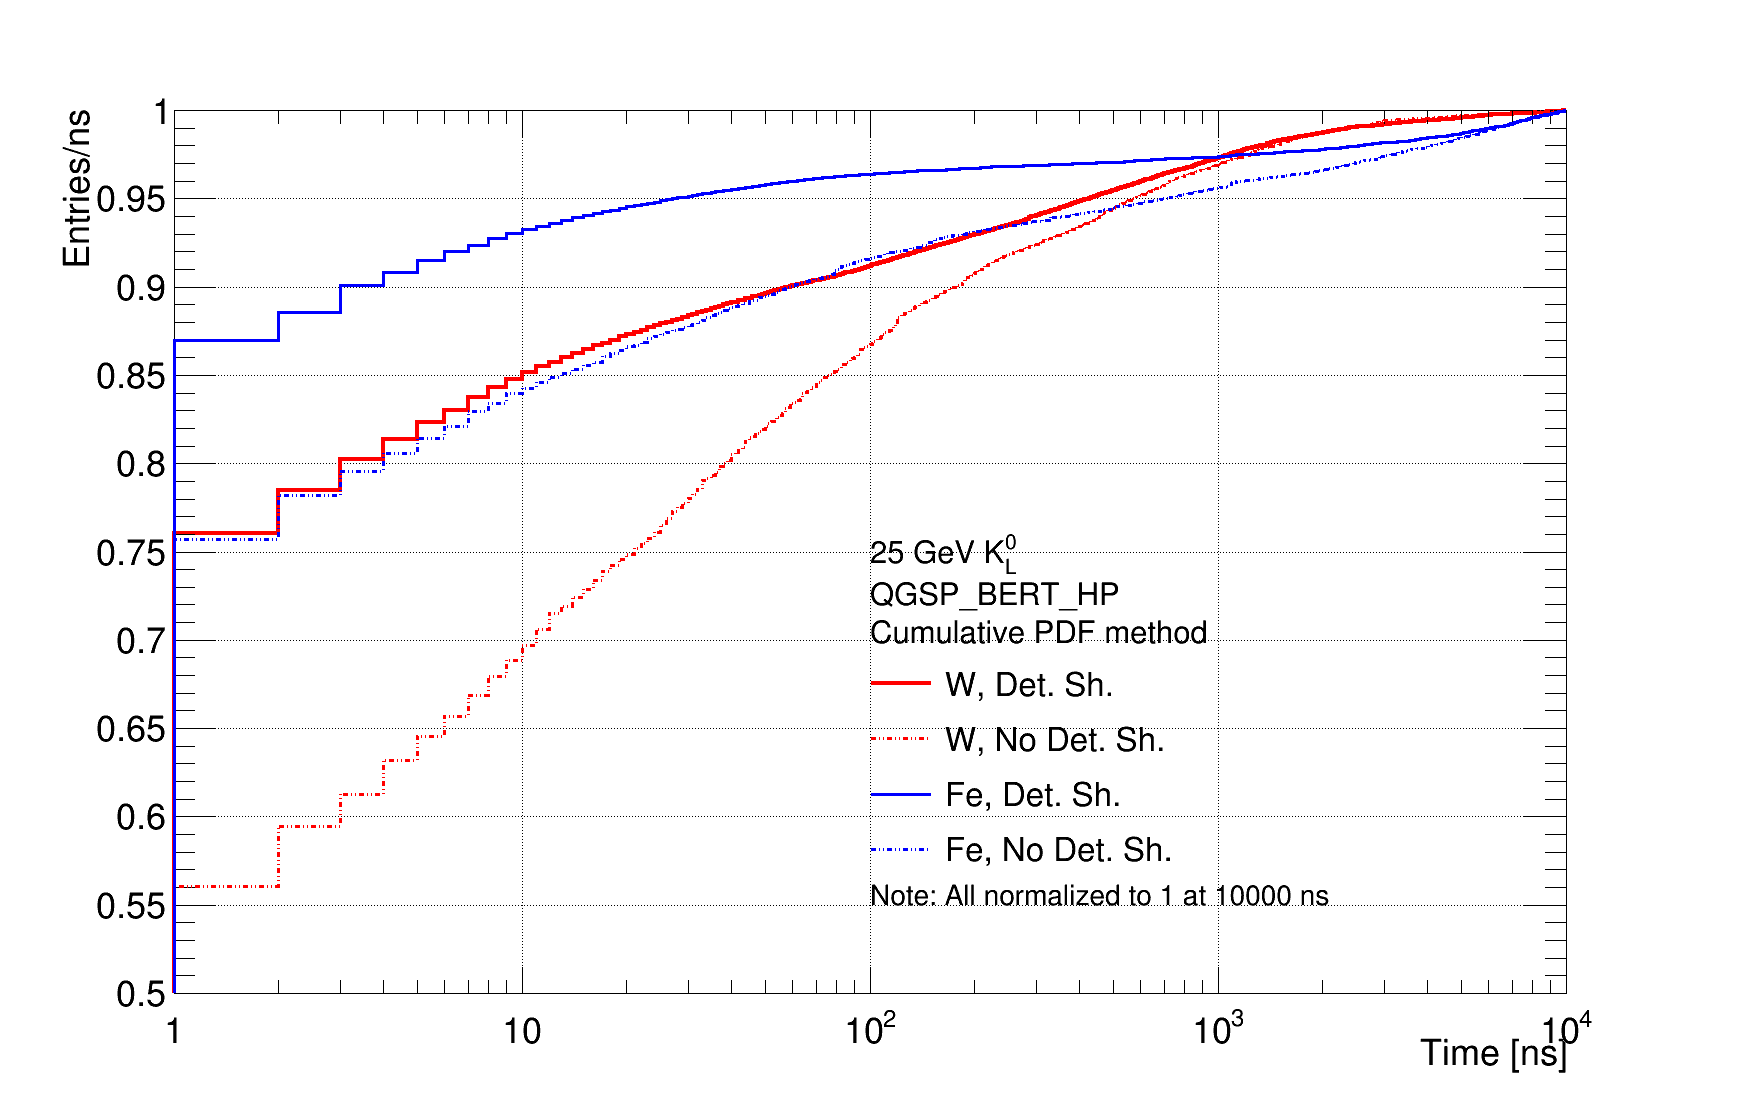 Entries/ns
1
0.95
0.9
0.85
0.8
0.75
0.7
0.65
0.6
0.55
0.5
25 GeV K⁰_L
QGSP_BERT_HP
Cumulative PDF method
W, Det. Sh.
W, No Det. Sh.
Fe, Det. Sh.
Fe, No Det. Sh.
Note: All normalized to 1 at 10000 ns
1 10 10² 10³ 10⁴
Time [ns]